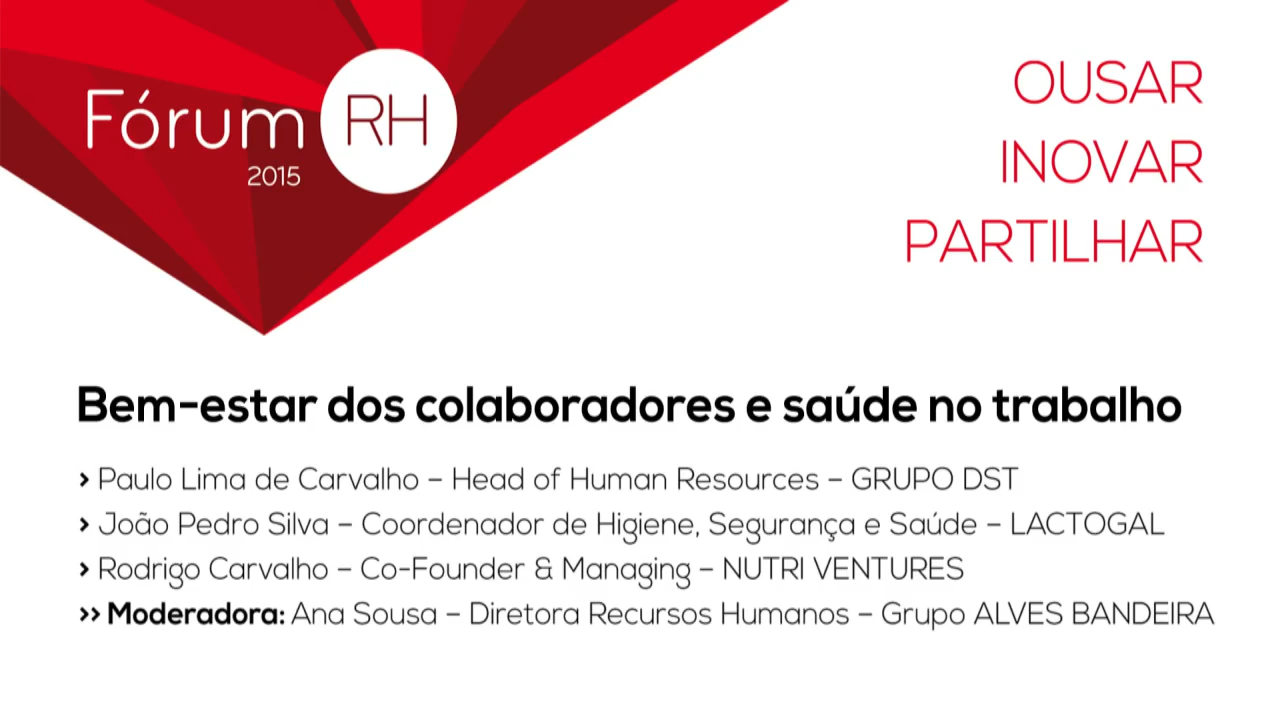 Fórum RH
2015
OUSAR
INOVAR
PARTILHAR
Bem-estar dos colaboradores e saúde no trabalho
› Paulo Lima de Carvalho – Head of Human Resources – GRUPO DST
› João Pedro Silva – Coordenador de Higiene, Segurança e Saúde – LACTOGAL
› Rodrigo Carvalho – Co-Founder & Managing – NUTRI VENTURES
›› Moderadora: Ana Sousa – Diretora Recursos Humanos – Grupo ALVES BANDEIRA